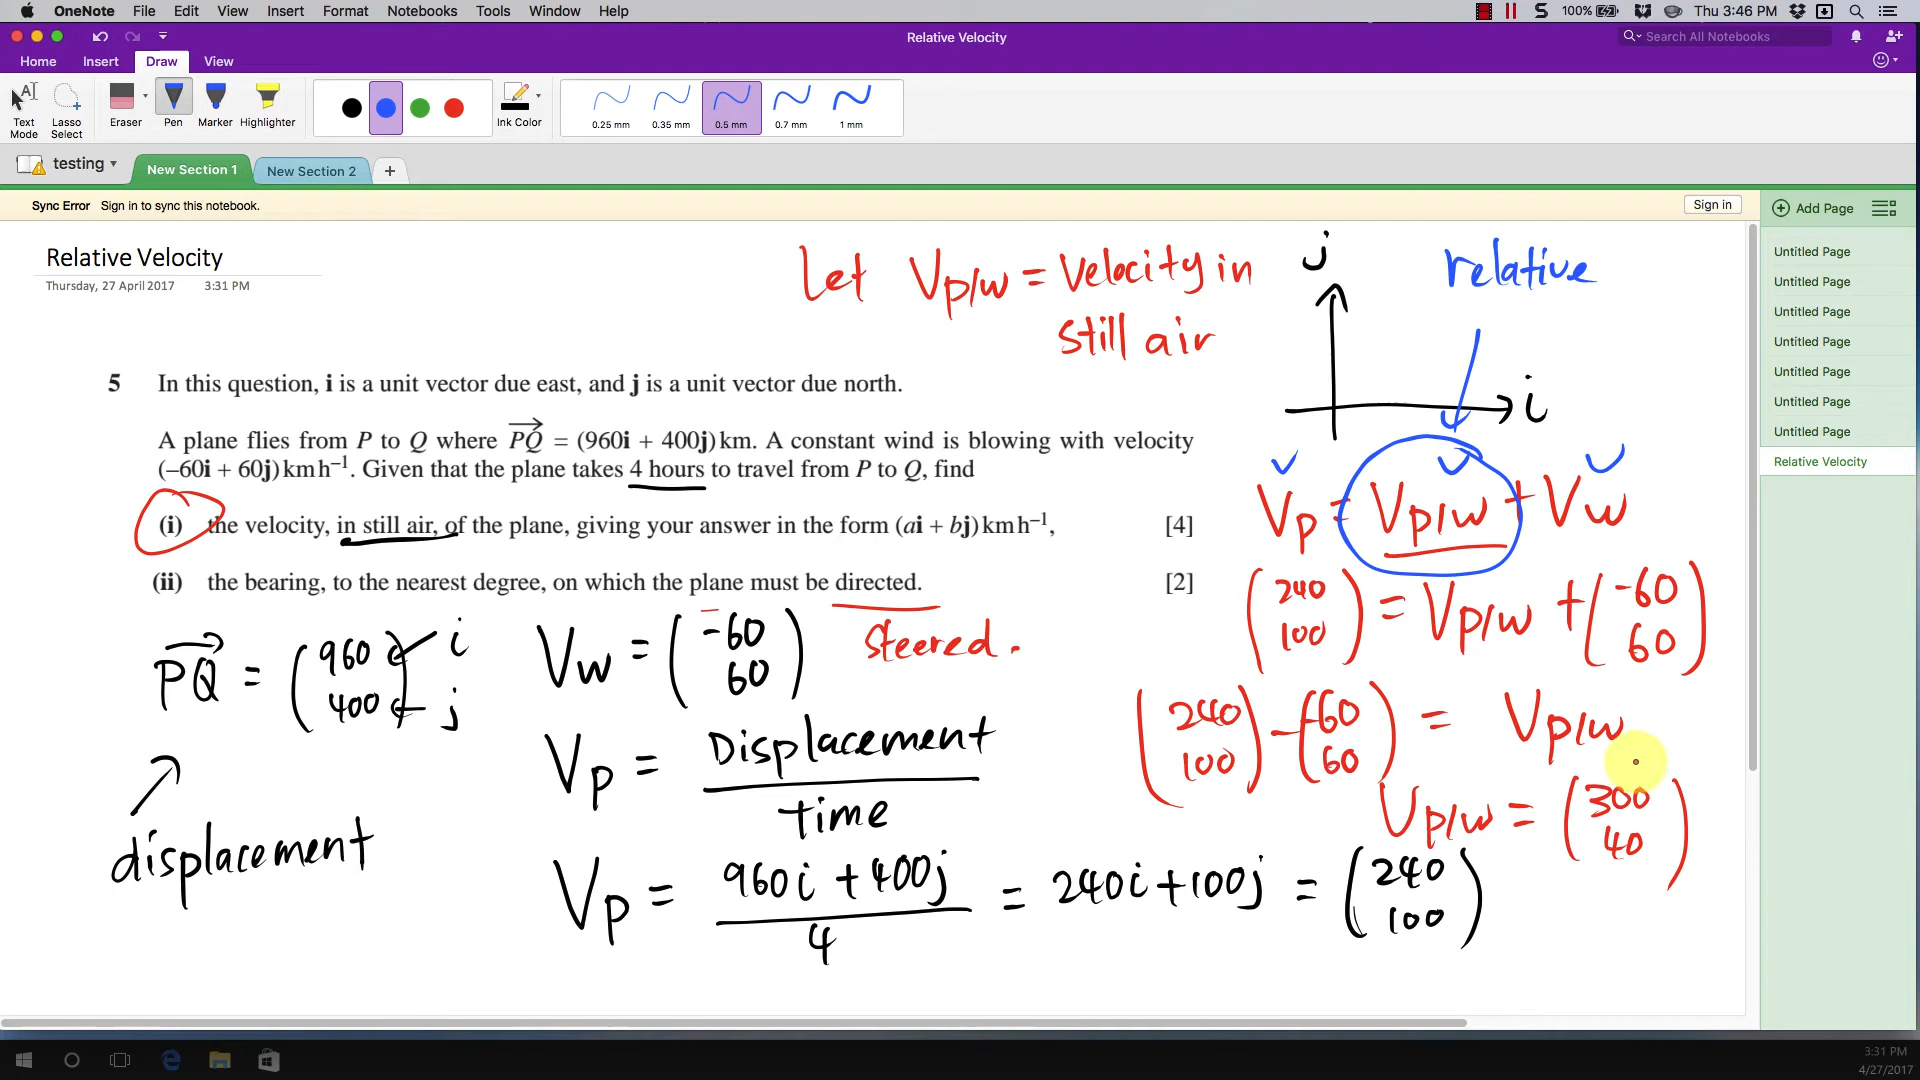 OneNote File Edit View Insert Format Notebooks Tools Window Help 100% Thu 3:46 PM
Relative Velocity Search All Notebooks
Home Insert Draw View
Text Mode Lasso Select Eraser Pen Marker Highlighter Ink Color 0.25 mm 0.35 mm 0.5 mm 0.7 mm 1 mm
testing New Section 1 New Section 2 +
Sync Error Sign in to sync this notebook. Sign in
Add Page
Untitled Page
Untitled Page
Untitled Page
Untitled Page
Untitled Page
Untitled Page
Untitled Page
Relative Velocity
Relative Velocity
Thursday, 27 April 2017 3:31 PM
Let Vp/w = Velocity in
still air
j
i
relative
5 In this question, i is a unit vector due east, and j is a unit vector due north.
A plane flies from P to Q where PQ→ = (960i + 400j) km. A constant wind is blowing with velocity
(–60i + 60j) km h⁻¹. Given that the plane takes 4 hours to travel from P to Q, find
(i) the velocity, in still air, of the plane, giving your answer in the form (ai + bj) km h⁻¹, [4]
(ii) the bearing, to the nearest degree, on which the plane must be directed. [2]
steered.
PQ→ = (960 400) i j
displacement
Vw = (-60 60)
Vp = Displacement / time
Vp = 960i + 400j / 4 = 240i + 100j = (240 100)
Vp = Vp/w + Vw
(240 100) = Vp/w + (-60 60)
(240 100) - (-60 60) = Vp/w
Vp/w = (300 40)
3:31 PM
4/27/2017